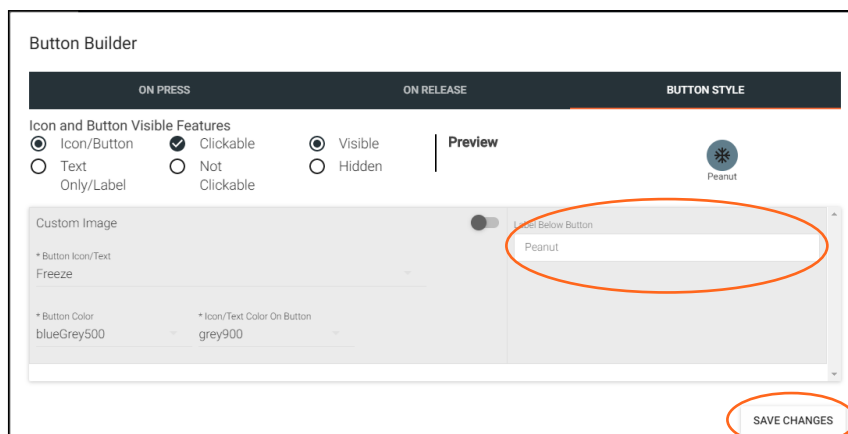 Button Builder
ON PRESS ON RELEASE BUTTON STYLE
Icon and Button Visible Features
Icon/Button Clickable Visible Preview
Text Only/Label Not Clickable Hidden
Peanut
Custom Image Label Below Button
Peanut
* Button Icon/Text
Freeze
* Button Color * Icon/Text Color On Button
blueGrey500 grey900
SAVE CHANGES